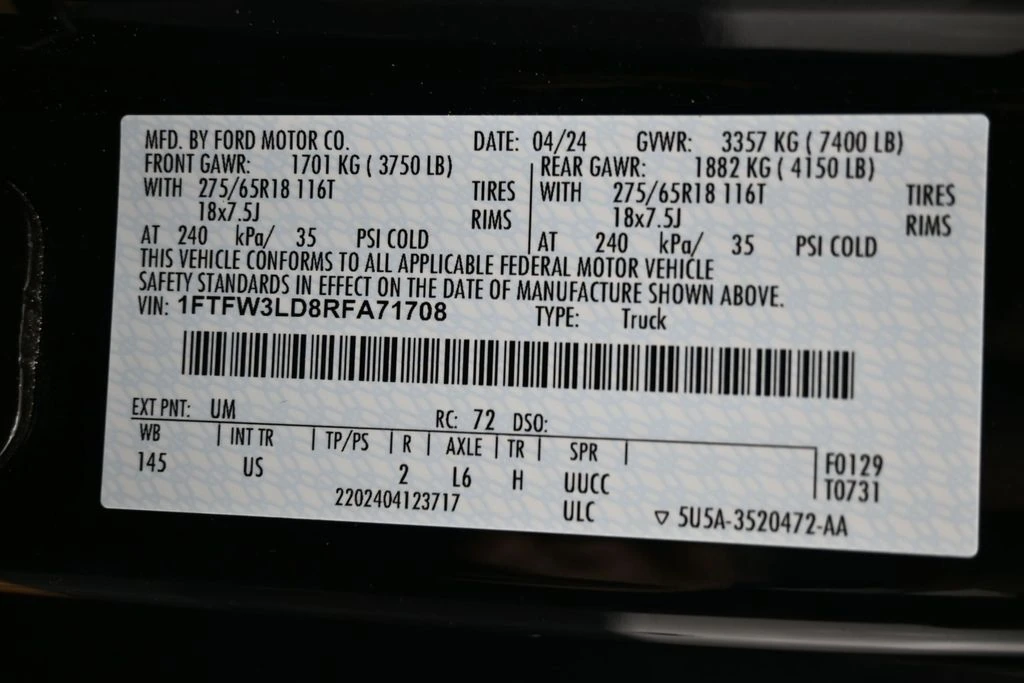 MFD. BY FORD MOTOR CO. DATE: 04/24 GVWR: 3357 KG ( 7400 LB)
FRONT GAWR: 1701 KG ( 3750 LB)
WITH 275/65R18 116T TIRES
18x7.5J RIMS
AT 240 kPa/ 35 PSI COLD
REAR GAWR: 1882 KG ( 4150 LB)
WITH 275/65R18 116T TIRES
18x7.5J RIMS
AT 240 kPa/ 35 PSI COLD
THIS VEHICLE CONFORMS TO ALL APPLICABLE FEDERAL MOTOR VEHICLE
SAFETY STANDARDS IN EFFECT ON THE DATE OF MANUFACTURE SHOWN ABOVE.
VIN: 1FTFW3LD8RFA71708 TYPE: Truck
EXT PNT: UM RC: 72 DSO:
WB | INT TR | TP/PS | R | AXLE | TR | SPR |
145 US 2 L6 H UUCC
ULC
F0129
T0731
2202404123717
▽ 5U5A-3520472-AA